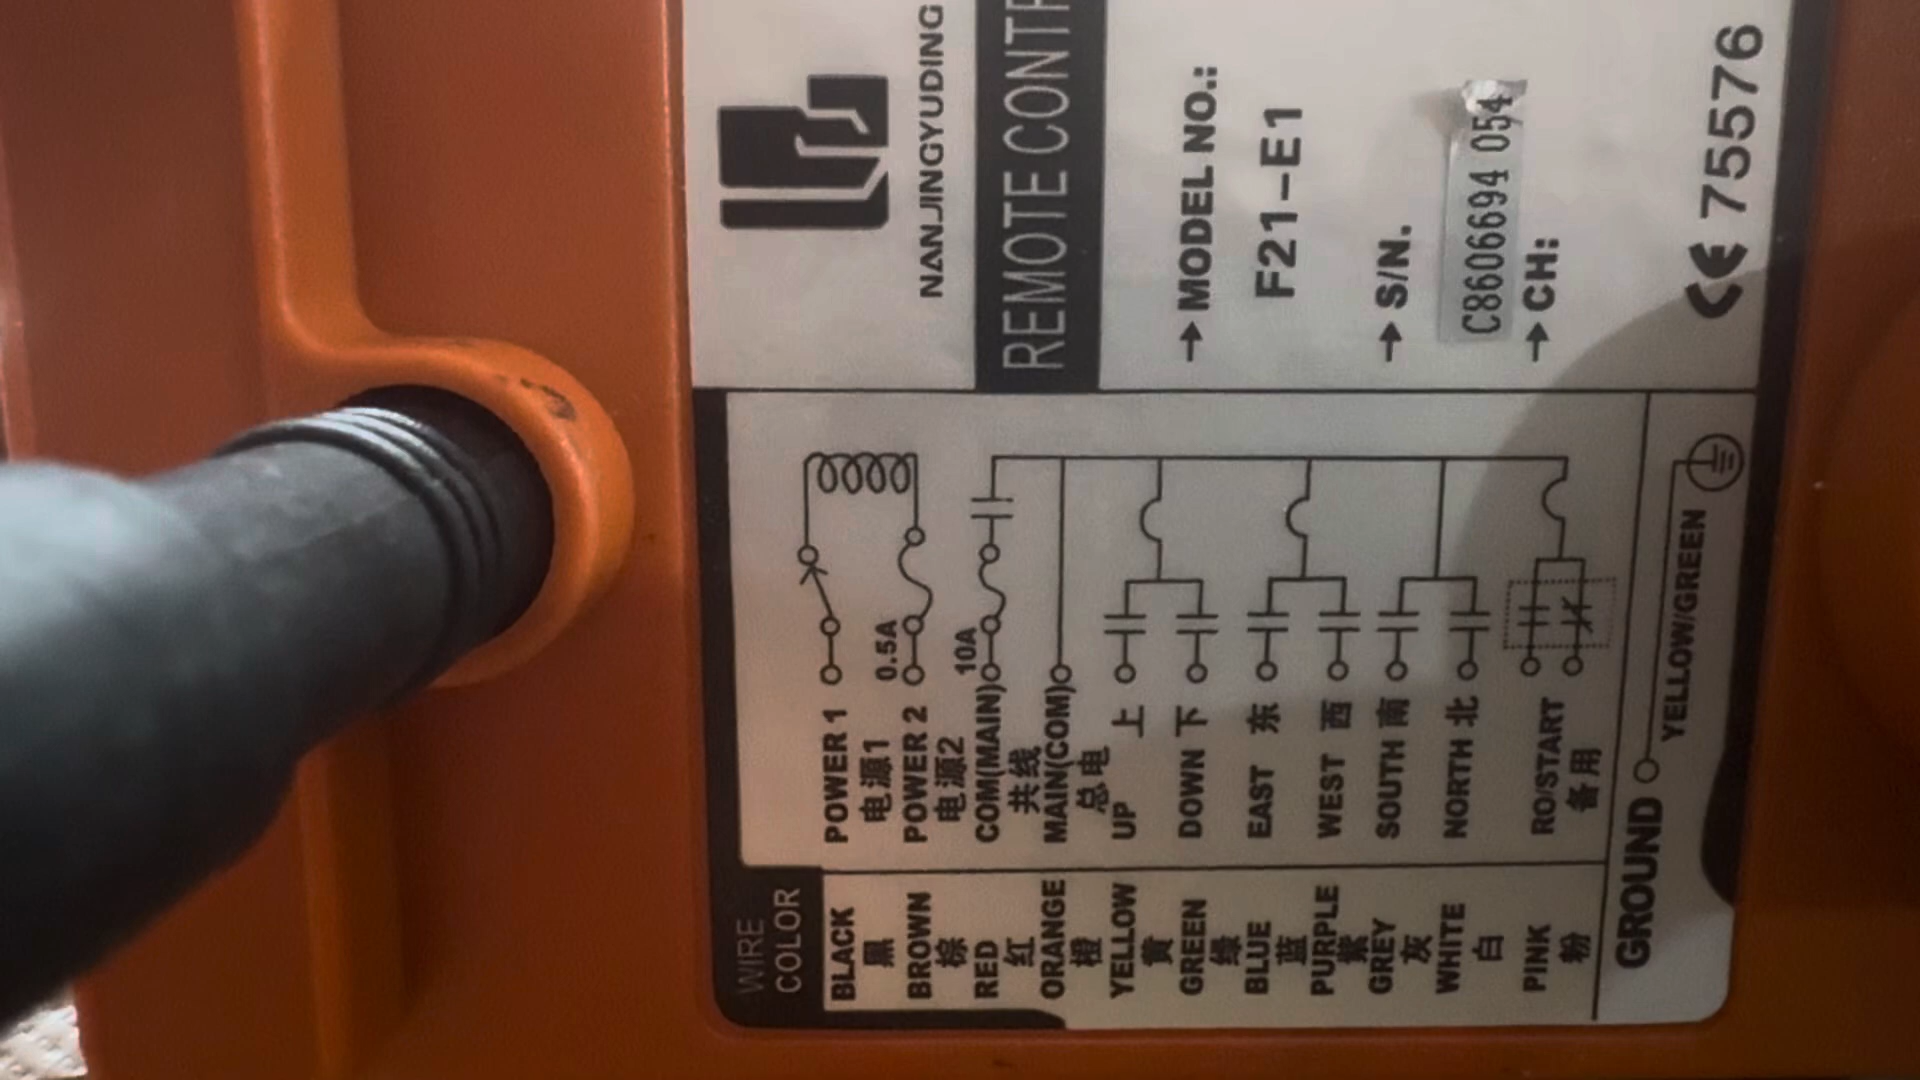 NANJINGYUDING
REMOTE CONTR
→MODEL NO.:
F21-E1
→S/N.
C8606694 054
→CH:
CE 75576
WIRE
COLOR
BLACK POWER 1
黑 电源1
BROWN POWER 2 0.5A
棕 电源2
RED COM(MAIN) 10A
红 共线
ORANGE MAIN(COM)
橙 总电
YELLOW UP 上
黄
GREEN DOWN 下
绿
BLUE EAST 东
蓝
PURPLE WEST 西
紫
GREY SOUTH 南
灰
WHITE NORTH 北
白
PINK RO/START
粉 备用
GROUND YELLOW/GREEN